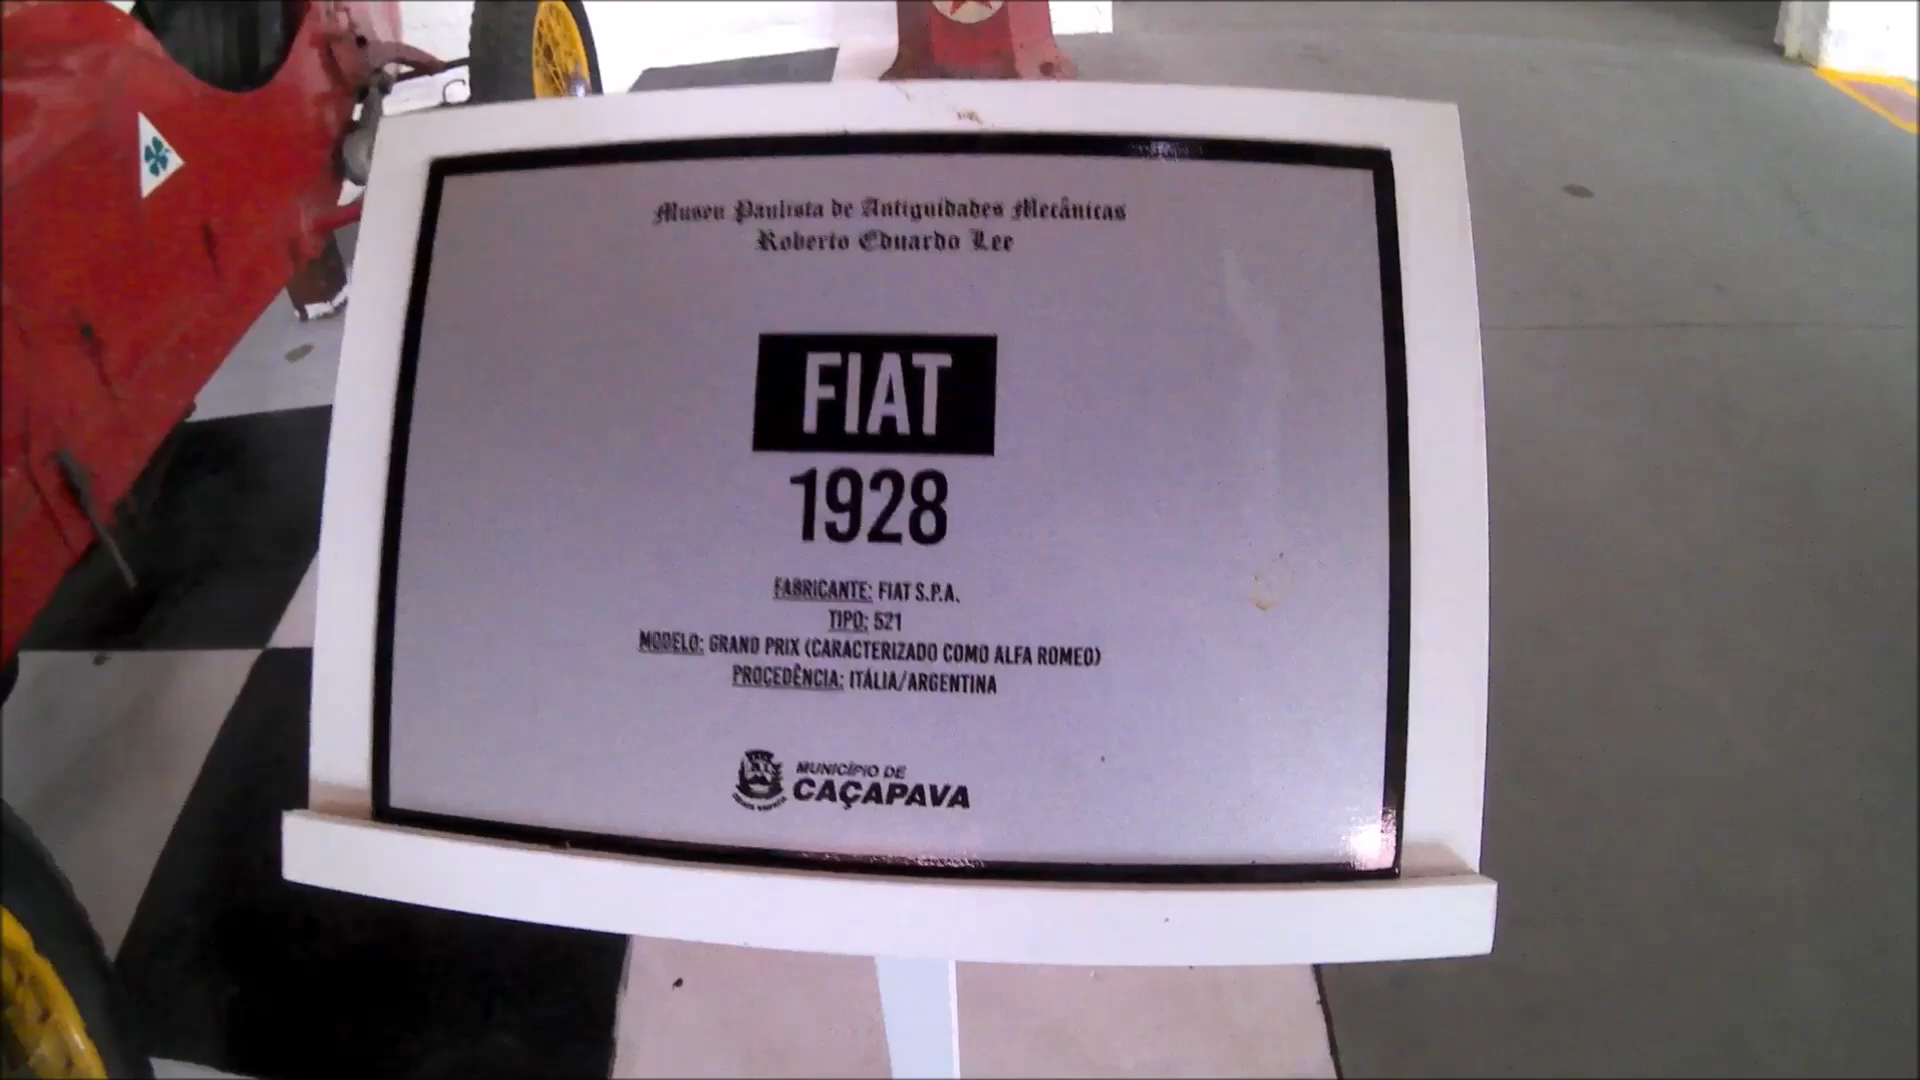 Museu Paulista de Antiguidades Mecânicas
Roberto Eduardo Lee
FIAT
1928
FABRICANTE: FIAT S.P.A.
TIPO: 521
MODELO: GRAND PRIX (CARACTERIZADO COMO ALFA ROMEO)
PROCEDÊNCIA: ITÁLIA/ARGENTINA
MUNICÍPIO DE
CAÇAPAVA